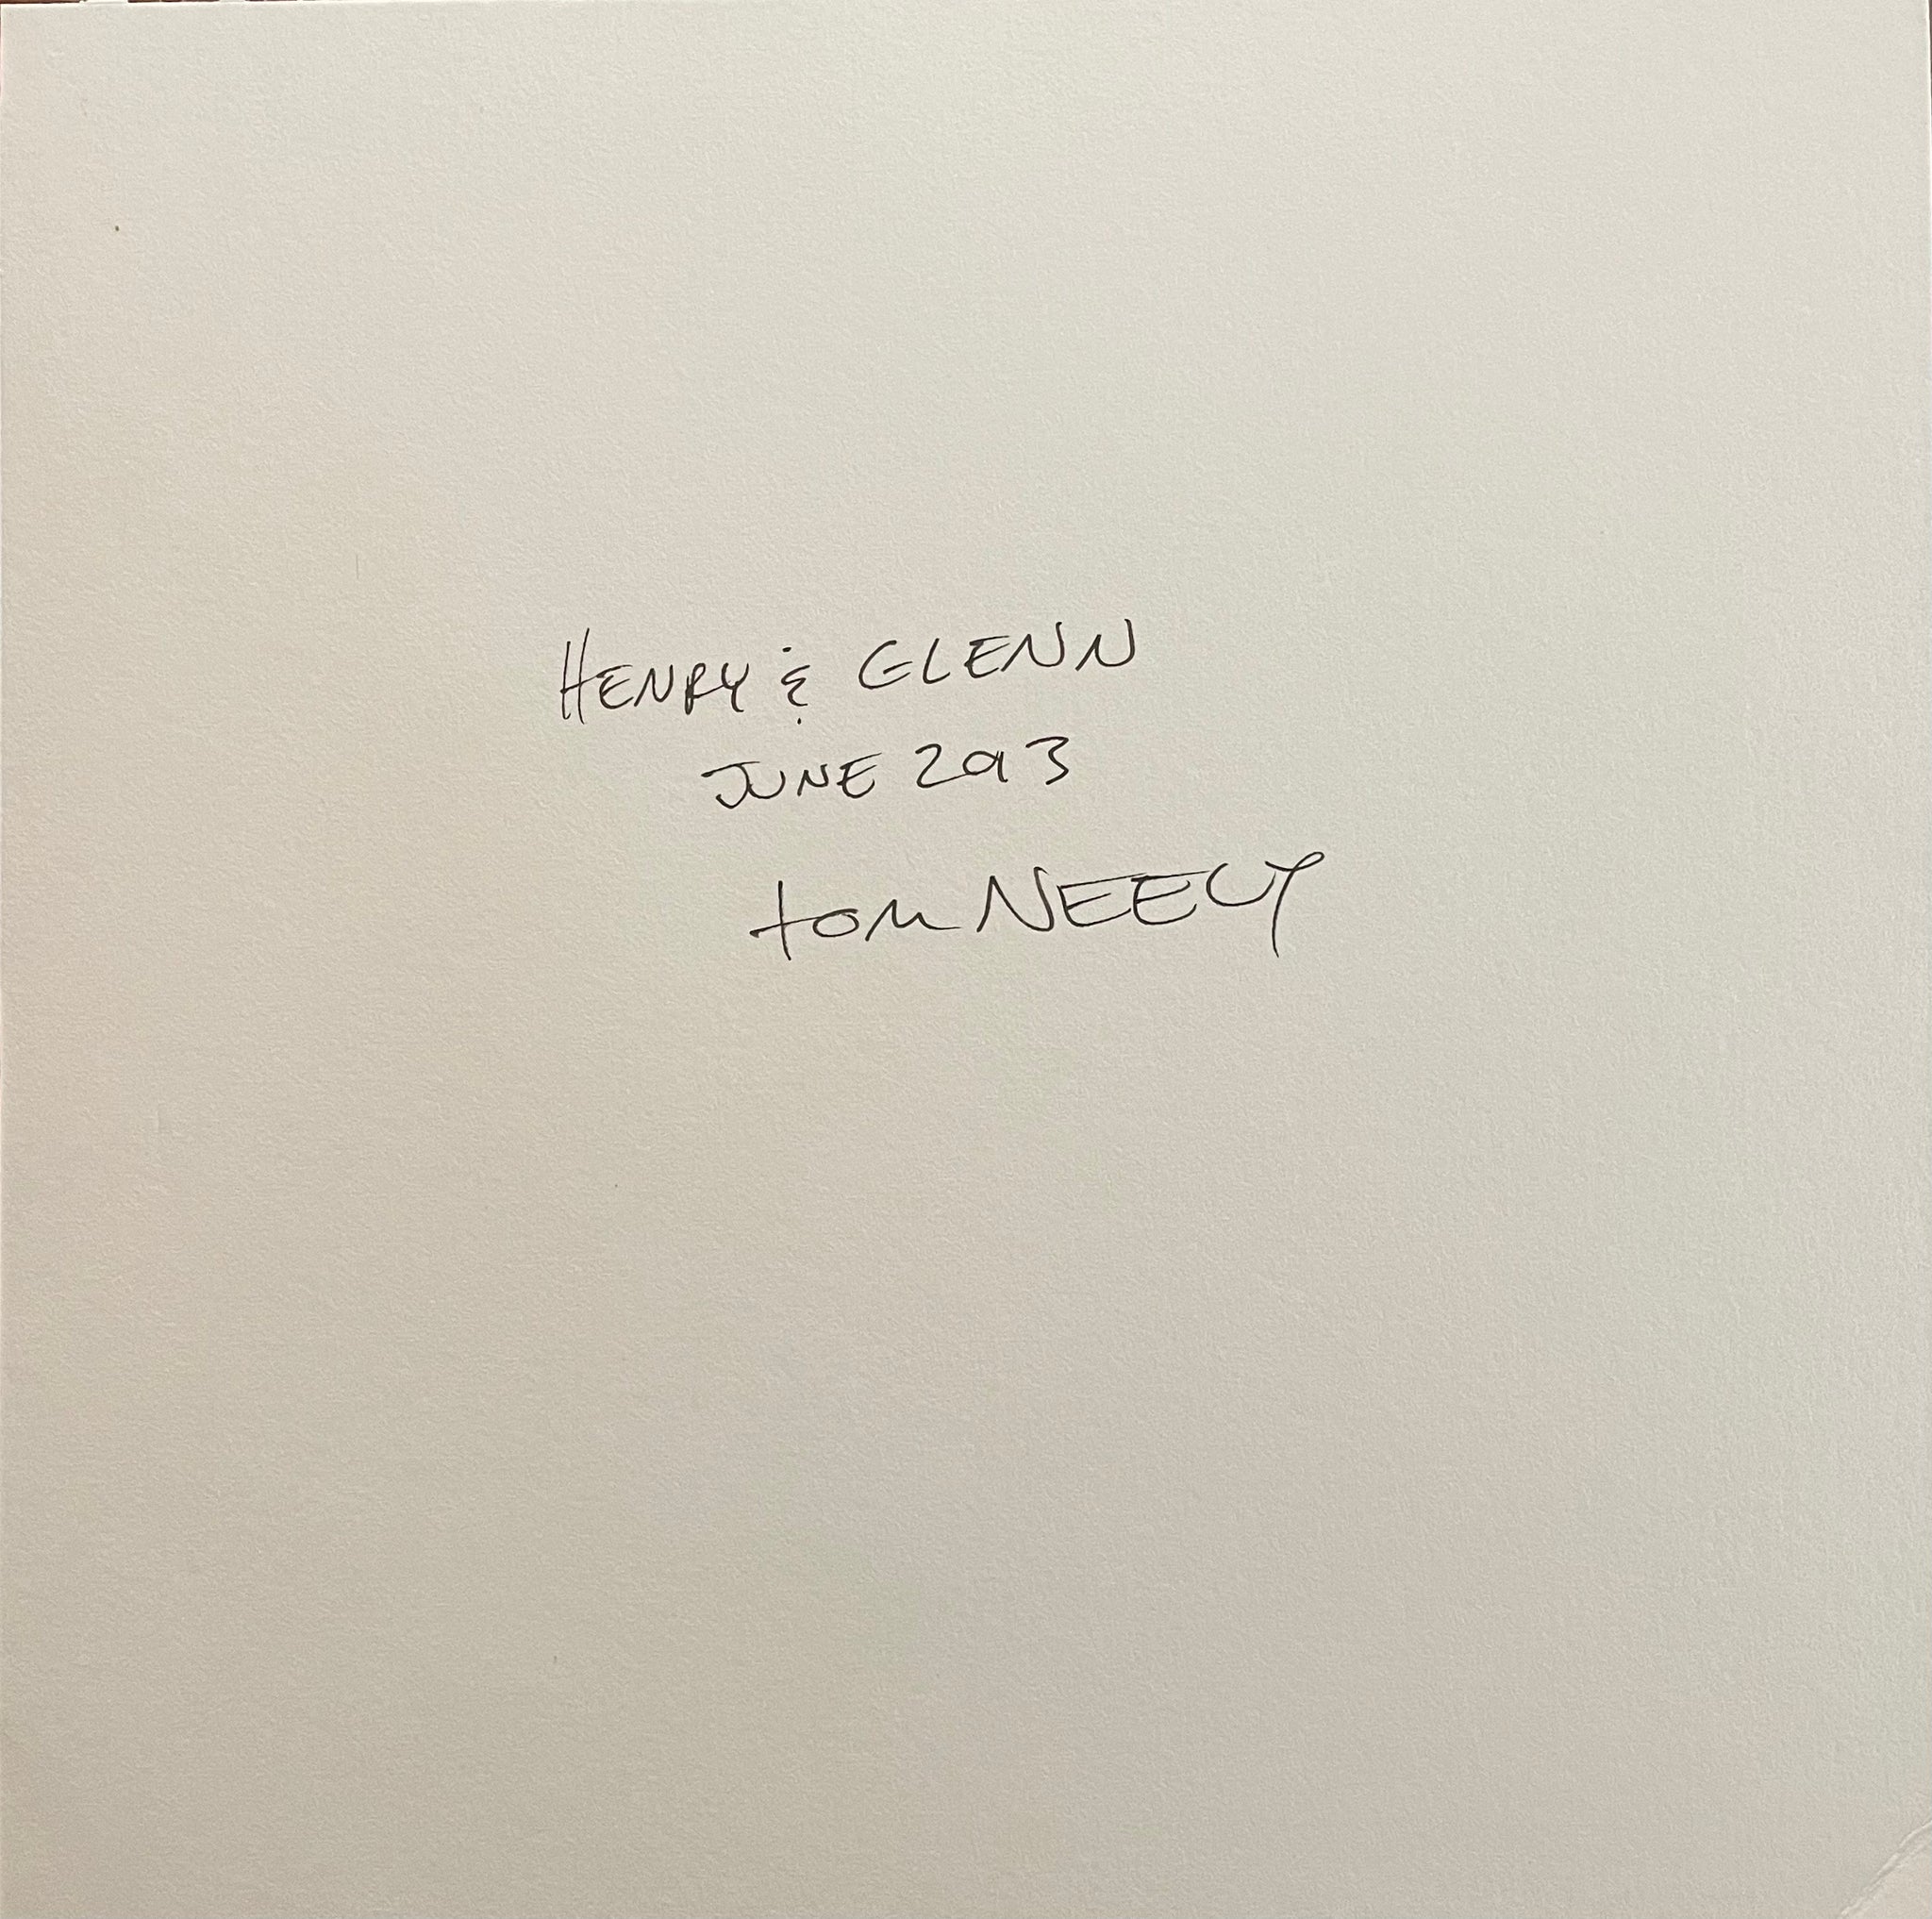 HENRY & GLENN
JUNE 2013
tom NEELY